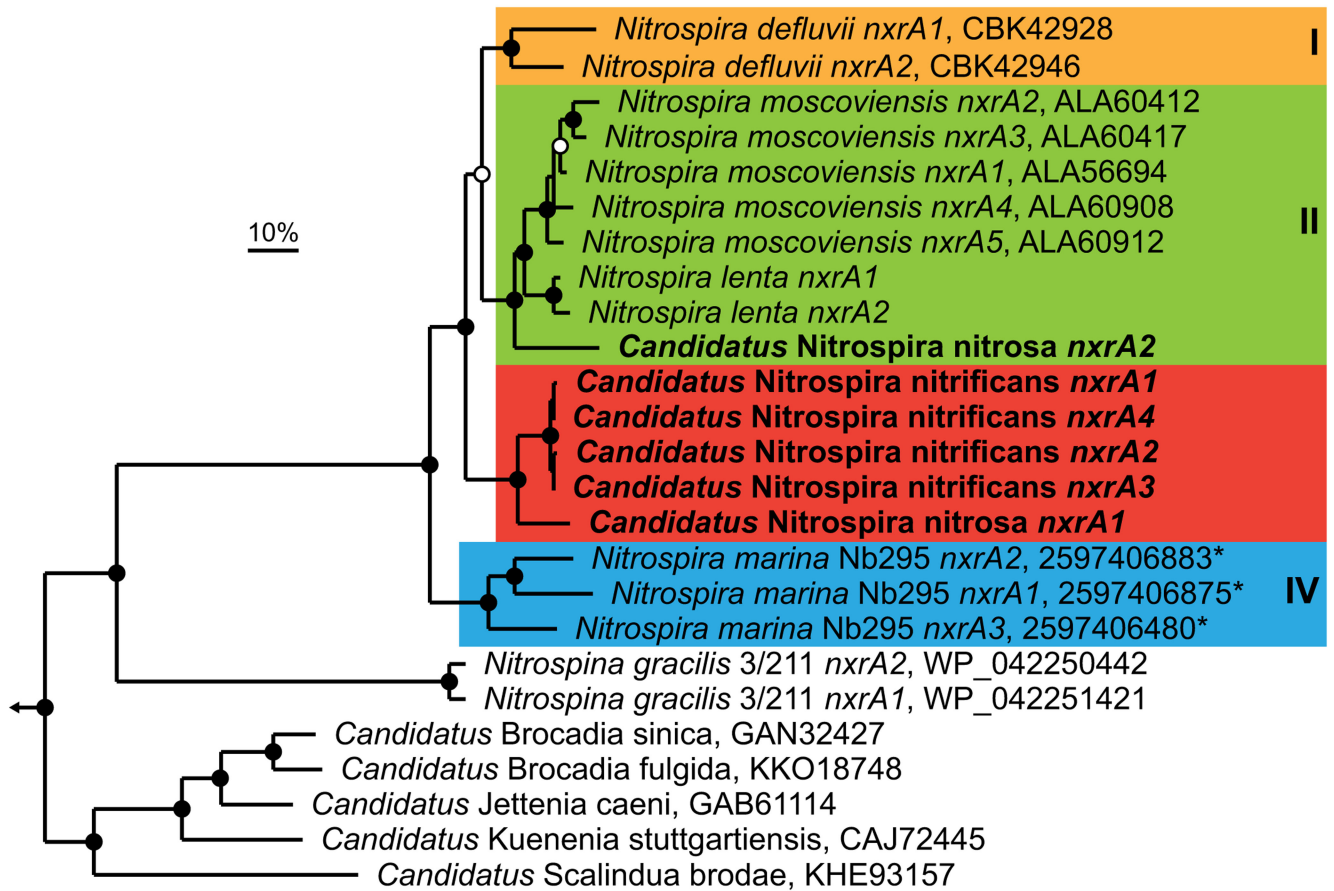 Nitrospira defluvii nxrA1, CBK42928
I
Nitrospira defluvii nxrA2, CBK42946
Nitrospira moscoviensis nxrA2, ALA60412
Nitrospira moscoviensis nxrA3, ALA60417
Nitrospira moscoviensis nxrA1, ALA56694
Nitrospira moscoviensis nxrA4, ALA60908
II
10%
Nitrospira moscoviensis nxrA5, ALA60912
Nitrospira lenta nxrA1
Nitrospira lenta nxrA2
Candidatus Nitrospira nitrosa nxrA2
Candidatus Nitrospira nitrificans nxrA1
Candidatus Nitrospira nitrificans nxrA4
Candidatus Nitrospira nitrificans nxrA2
Candidatus Nitrospira nitrificans nxrA3
Candidatus Nitrospira nitrosa nxrA1
Nitrospira marina Nb295 nxrA2, 2597406883*
Nitrospira marina Nb295 nxrA1, 2597406875*
IV
Nitrospira marina Nb295 nxrA3, 2597406480*
Nitrospina gracilis 3/211 nxrA2, WP_042250442
Nitrospina gracilis 3/211 nxrA1, WP_042251421
Candidatus Brocadia sinica, GAN32427
Candidatus Brocadia fulgida, KKO18748
Candidatus Jettenia caeni, GAB61114
Candidatus Kuenenia stuttgartiensis, CAJ72445
Candidatus Scalindua brodae, KHE93157